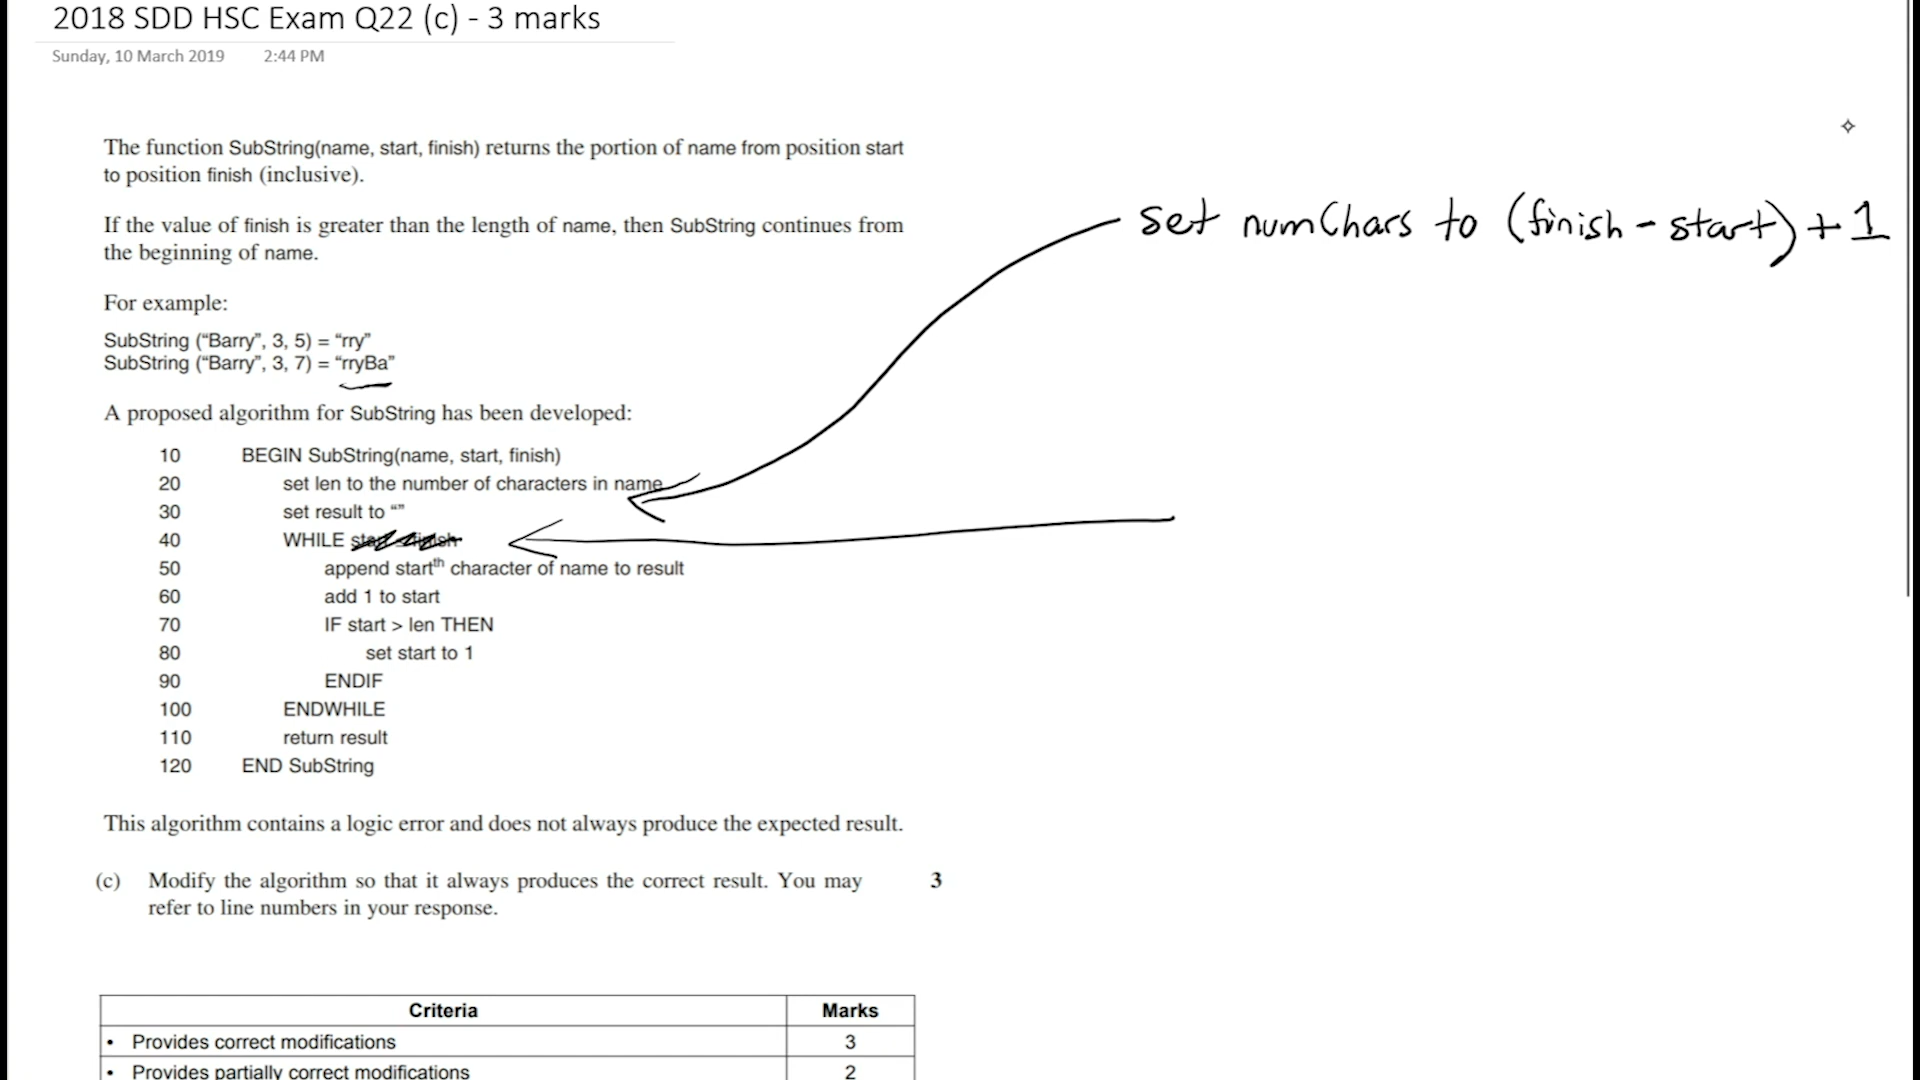 2018 SDD HSC Exam Q22 (c) - 3 marks
Sunday, 10 March 2019 2:44 PM
The function SubString(name, start, finish) returns the portion of name from position start
to position finish (inclusive).
If the value of finish is greater than the length of name, then SubString continues from
the beginning of name.
For example:
SubString (“Barry”, 3, 5) = “rry”
SubString (“Barry”, 3, 7) = “rryBa”
A proposed algorithm for SubString has been developed:
10 BEGIN SubString(name, start, finish)
20 set len to the number of characters in name
30 set result to “”
40 WHILE
50 append startth character of name to result
60 add 1 to start
70 IF start > len THEN
80 set start to 1
90 ENDIF
100 ENDWHILE
110 return result
120 END SubString
set numChars to (finish - start) + 1
This algorithm contains a logic error and does not always produce the expected result.
(c) Modify the algorithm so that it always produces the correct result. You may 3
refer to line numbers in your response.
Criteria Marks
• Provides correct modifications 3
• Provides partially correct modifications 2